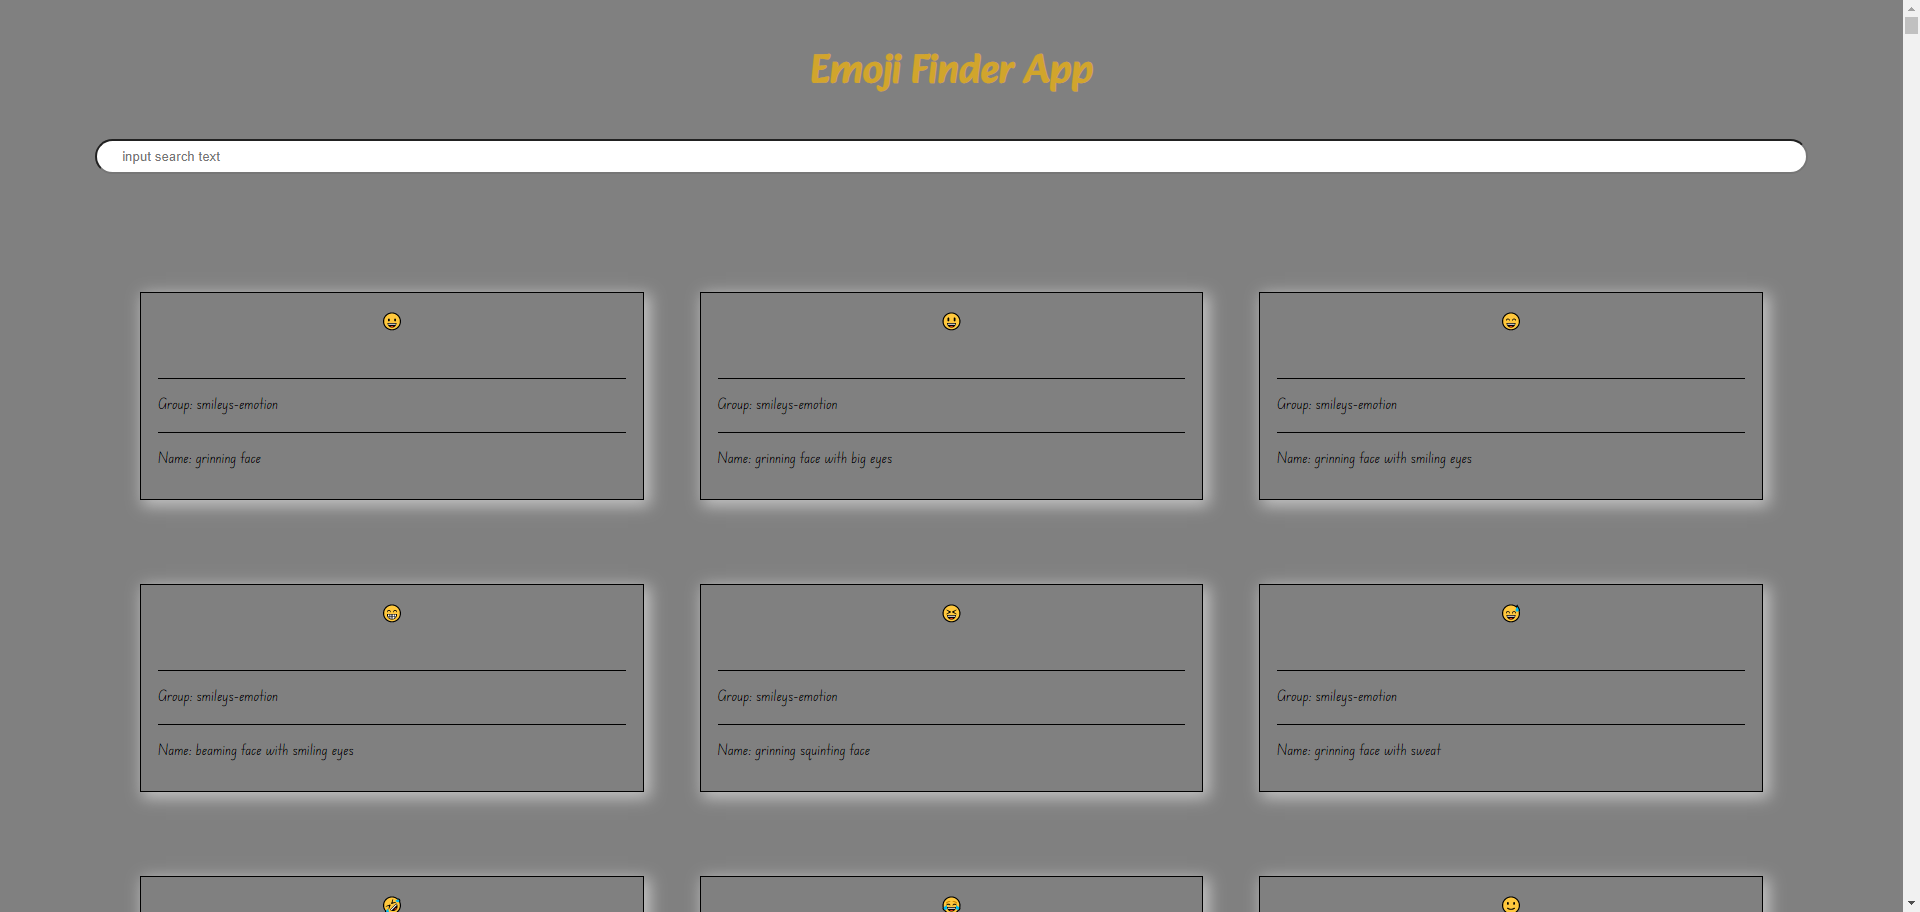 Emoji Finder App
input search text
Group: smileys-emotion
Name: grinning face
Group: smileys-emotion
Name: grinning face with big eyes
Group: smileys-emotion
Name: grinning face with smiling eyes
Group: smileys-emotion
Name: beaming face with smiling eyes
Group: smileys-emotion
Name: grinning squinting face
Group: smileys-emotion
Name: grinning face with sweat